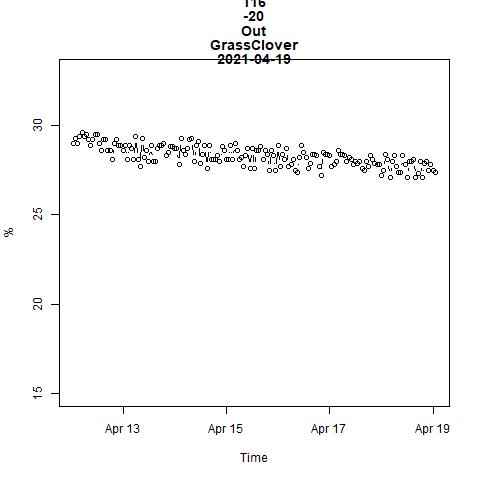 T16
-20
Out
GrassClover
2021-04-19
30
25
20
15
%
Apr 13
Apr 15
Apr 17
Apr 19
Time